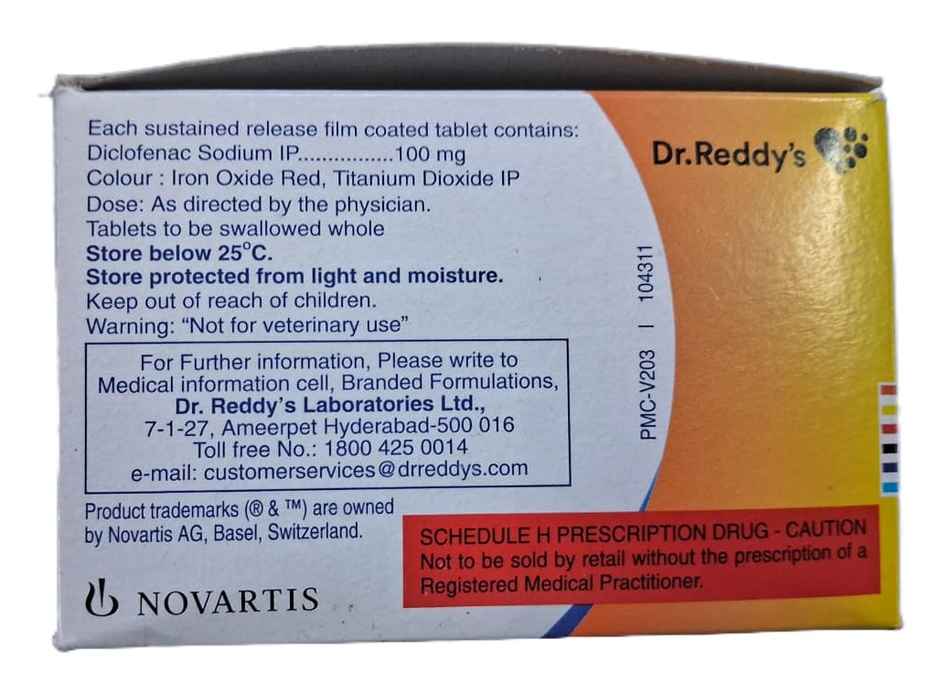 Each sustained release film coated tablet contains:
Diclofenac Sodium IP................100 mg
Colour : Iron Oxide Red, Titanium Dioxide IP
Dose: As directed by the physician.
Tablets to be swallowed whole
Store below 25°C.
Store protected from light and moisture.
Keep out of reach of children.
Warning: “Not for veterinary use”
For Further information, Please write to
Medical information cell, Branded Formulations,
Dr. Reddy’s Laboratories Ltd.,
7-1-27, Ameerpet Hyderabad-500 016
Toll free No.: 1800 425 0014
e-mail: customerservices@drreddys.com
Product trademarks (® & ™) are owned
by Novartis AG, Basel, Switzerland.
NOVARTIS
Dr.Reddy’s
PMC-V203 I 104311
SCHEDULE H PRESCRIPTION DRUG - CAUTION
Not to be sold by retail without the prescription of a
Registered Medical Practitioner.